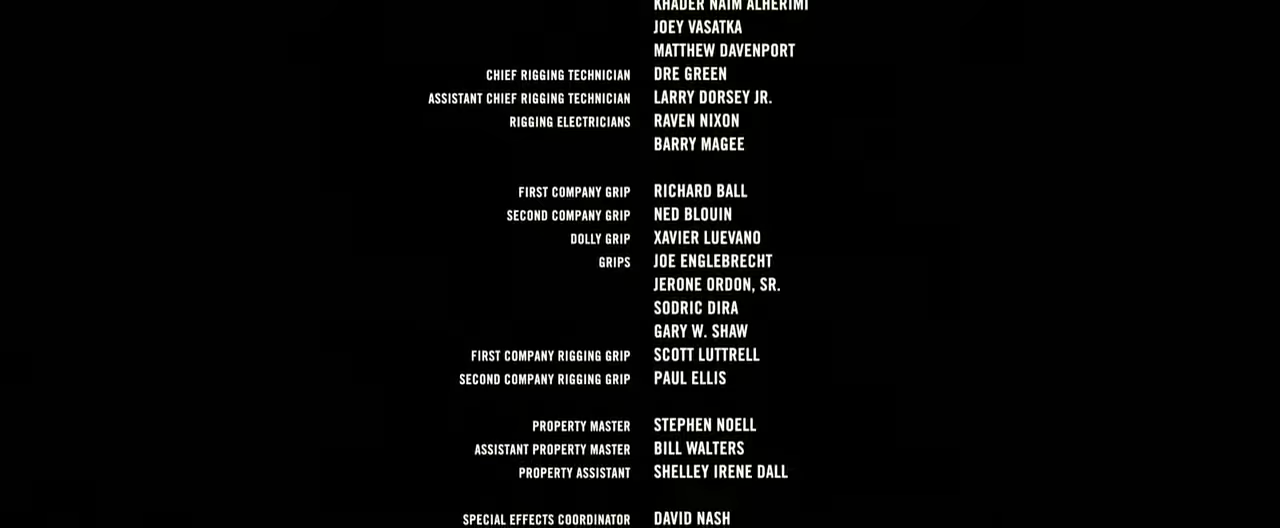 KHADER NAIM ALHERIMI
JOEY VASATKA
MATTHEW DAVENPORT
CHIEF RIGGING TECHNICIAN DRE GREEN
ASSISTANT CHIEF RIGGING TECHNICIAN LARRY DORSEY JR.
RIGGING ELECTRICIANS RAVEN NIXON
BARRY MAGEE
FIRST COMPANY GRIP RICHARD BALL
SECOND COMPANY GRIP NED BLOUIN
DOLLY GRIP XAVIER LUEVANO
GRIPS JOE ENGLEBRECHT
JERONE ORDON, SR.
SODRIC DIRA
GARY W. SHAW
FIRST COMPANY RIGGING GRIP SCOTT LUTTRELL
SECOND COMPANY RIGGING GRIP PAUL ELLIS
PROPERTY MASTER STEPHEN NOELL
ASSISTANT PROPERTY MASTER BILL WALTERS
PROPERTY ASSISTANT SHELLEY IRENE DALL
SPECIAL EFFECTS COORDINATOR DAVID NASH